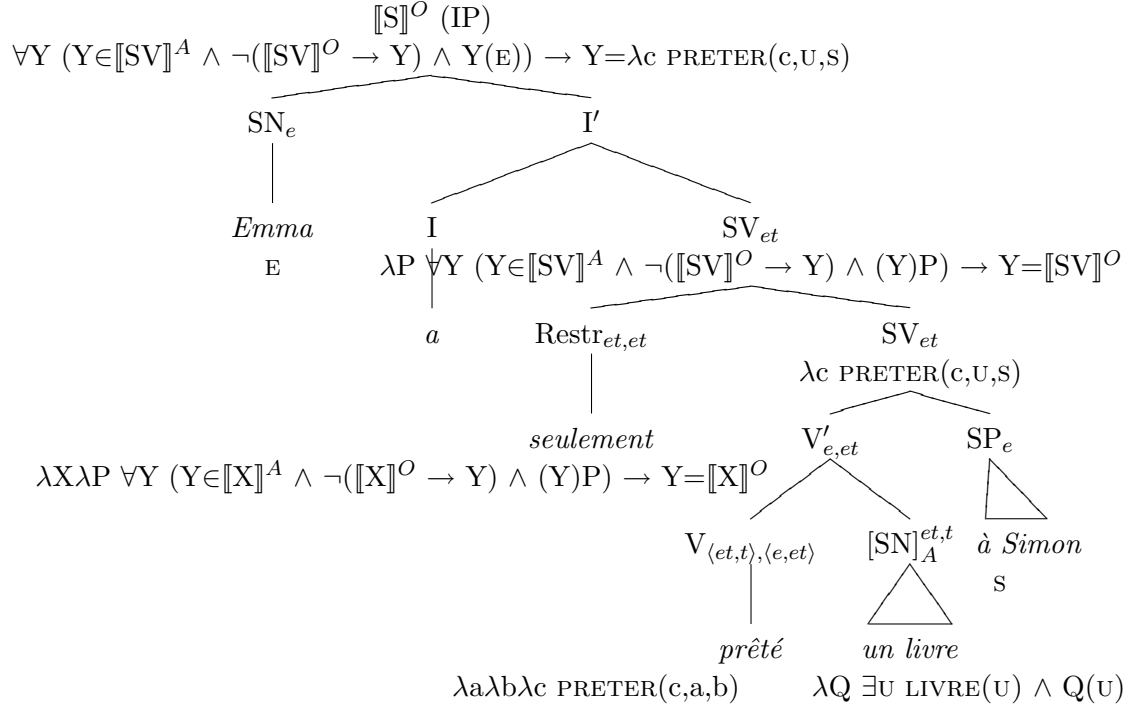 ⟦S⟧^O (IP)
∀Y (Y∈⟦SV⟧^A ∧ ¬(⟦SV⟧^O → Y) ∧ Y(E)) → Y=λc PRETER(c,U,S)
SN_e I′
Emma I SV_et
E λP ∀Y (Y∈⟦SV⟧^A ∧ ¬(⟦SV⟧^O → Y) ∧ (Y)P) → Y=⟦SV⟧^O
a Restr_et,et SV_et
λc PRETER(c,U,S)
seulement V′_e,et SP_e
λXλP ∀Y (Y∈⟦X⟧^A ∧ ¬(⟦X⟧^O → Y) ∧ (Y)P) → Y=⟦X⟧^O
V_⟨et,t⟩,⟨e,et⟩ [SN]_A^et,t à Simon
S
prêté un livre
λaλbλc PRETER(c,a,b) λQ ∃U LIVRE(U) ∧ Q(U)